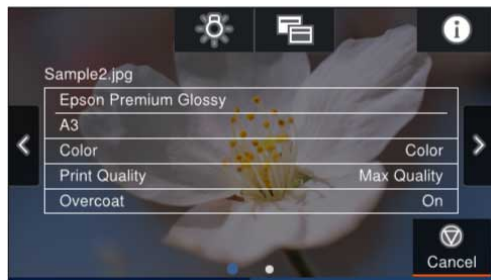 Sample2.jpg
Epson Premium Glossy
A3
Color Color
Print Quality Max Quality
Overcoat On
Cancel